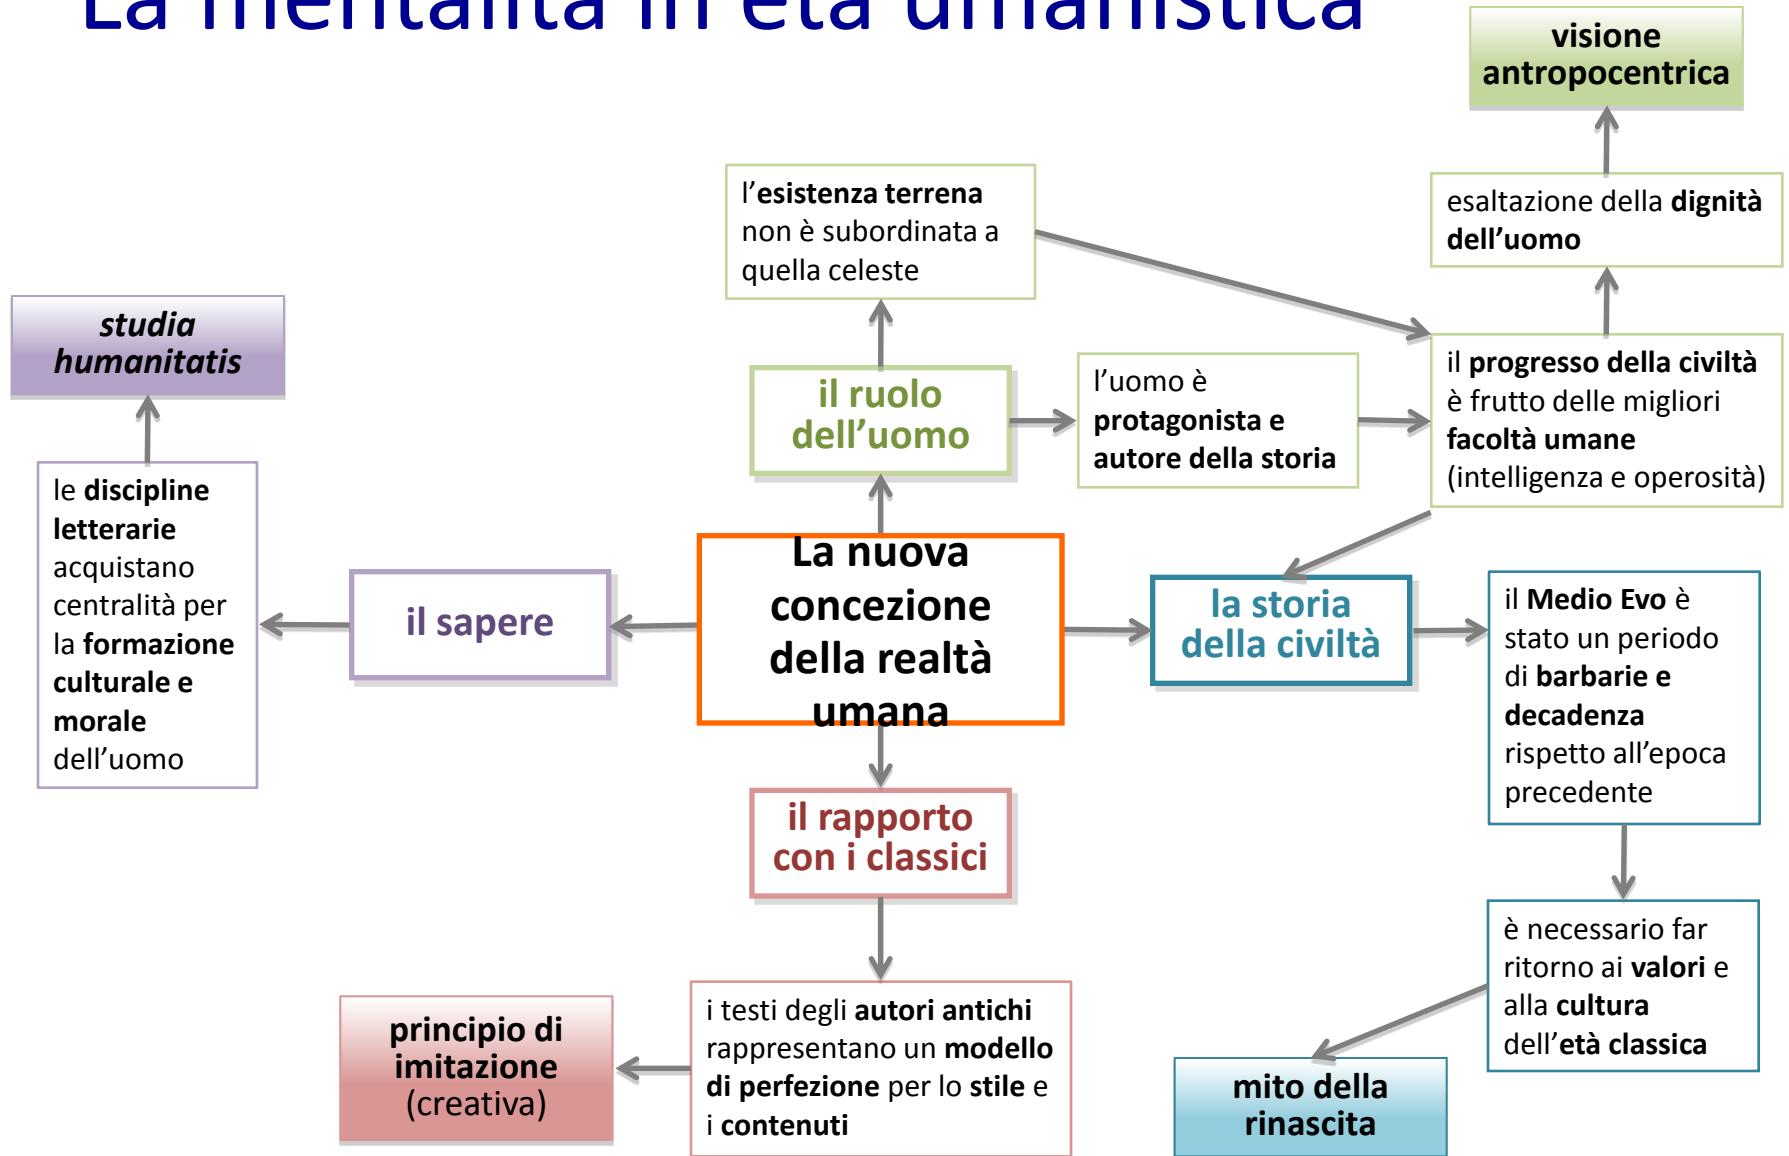 La mentalità in età umanistica
visione
antropocentrica
l’esistenza terrena
non è subordinata a
quella celeste
esaltazione della dignità
dell’uomo
studia
humanitatis
il ruolo
dell’uomo
l’uomo è
protagonista e
autore della storia
il progresso della civiltà
è frutto delle migliori
facoltà umane
(intelligenza e operosità)
le discipline
letterarie
acquistano
centralità per
la formazione
culturale e
morale
dell’uomo
il sapere
La nuova
concezione
della realtà
umana
la storia
della civiltà
il Medio Evo è
stato un periodo
di barbarie e
decadenza
rispetto all’epoca
precedente
il rapporto
con i classici
è necessario far
ritorno ai valori e
alla cultura
dell’età classica
principio di
imitazione
(creativa)
i testi degli autori antichi
rappresentano un modello
di perfezione per lo stile e
i contenuti
mito della
rinascita